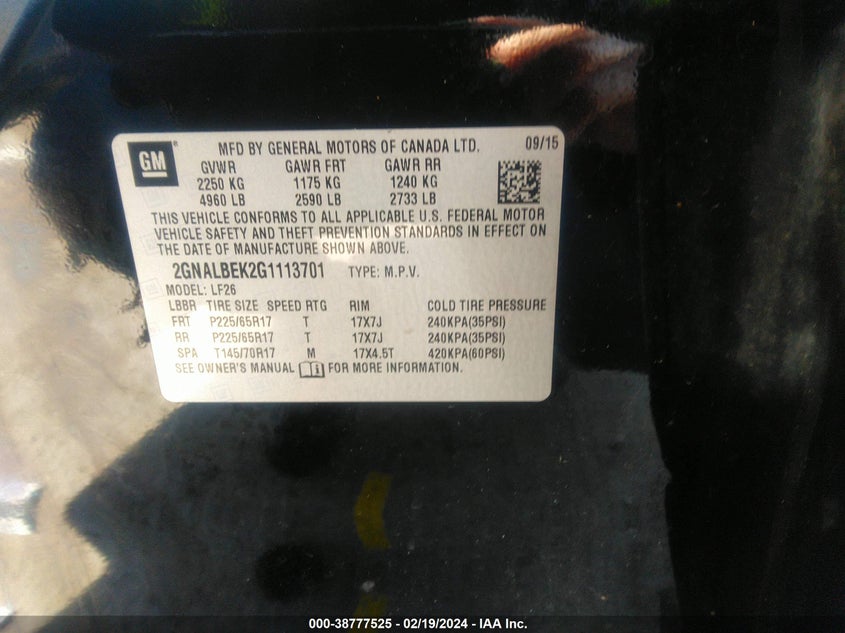 GM
MFD BY GENERAL MOTORS OF CANADA LTD. 09/15
GVWR GAWR FRT GAWR RR
2250 KG 1175 KG 1240 KG
4960 LB 2590 LB 2733 LB
THIS VEHICLE CONFORMS TO ALL APPLICABLE U.S. FEDERAL MOTOR
VEHICLE SAFETY AND THEFT PREVENTION STANDARDS IN EFFECT ON
THE DATE OF MANUFACTURE SHOWN ABOVE.
2GNALBEK2G1113701 TYPE: M.P.V.
MODEL: LF26
LBBR TIRE SIZE SPEED RTG RIM COLD TIRE PRESSURE
FRT P225/65R17 T 17X7J 240KPA(35PSI)
RR P225/65R17 T 17X7J 240KPA(35PSI)
SPA T145/70R17 M 17X4.5T 420KPA(60PSI)
SEE OWNER'S MANUAL FOR MORE INFORMATION.
000-38777525 - 02/19/2024 - IAA Inc.